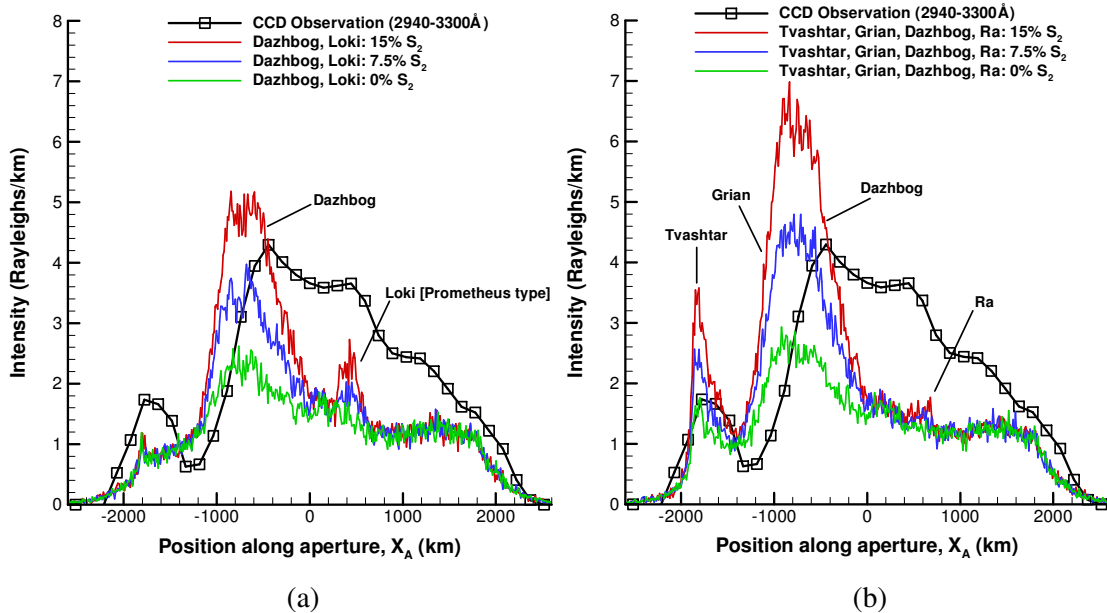 CCD Observation (2940-3300Å)
Dazhbog, Loki: 15% S₂
Dazhbog, Loki: 7.5% S₂
Dazhbog, Loki: 0% S₂
Intensity (Rayleighs/km)
8
7
6
5
4
3
2
1
0
Dazhbog
Loki [Prometheus type]
-2000 -1000 0 1000 2000
Position along aperture, X_A (km)
(a)
CCD Observation (2940-3300Å)
Tvashtar, Grian, Dazhbog, Ra: 15% S₂
Tvashtar, Grian, Dazhbog, Ra: 7.5% S₂
Tvashtar, Grian, Dazhbog, Ra: 0% S₂
Intensity (Rayleighs/km)
8
7
6
5
4
3
2
1
0
Grian
Dazhbog
Tvashtar
Ra
-2000 -1000 0 1000 2000
Position along aperture, X_A (km)
(b)